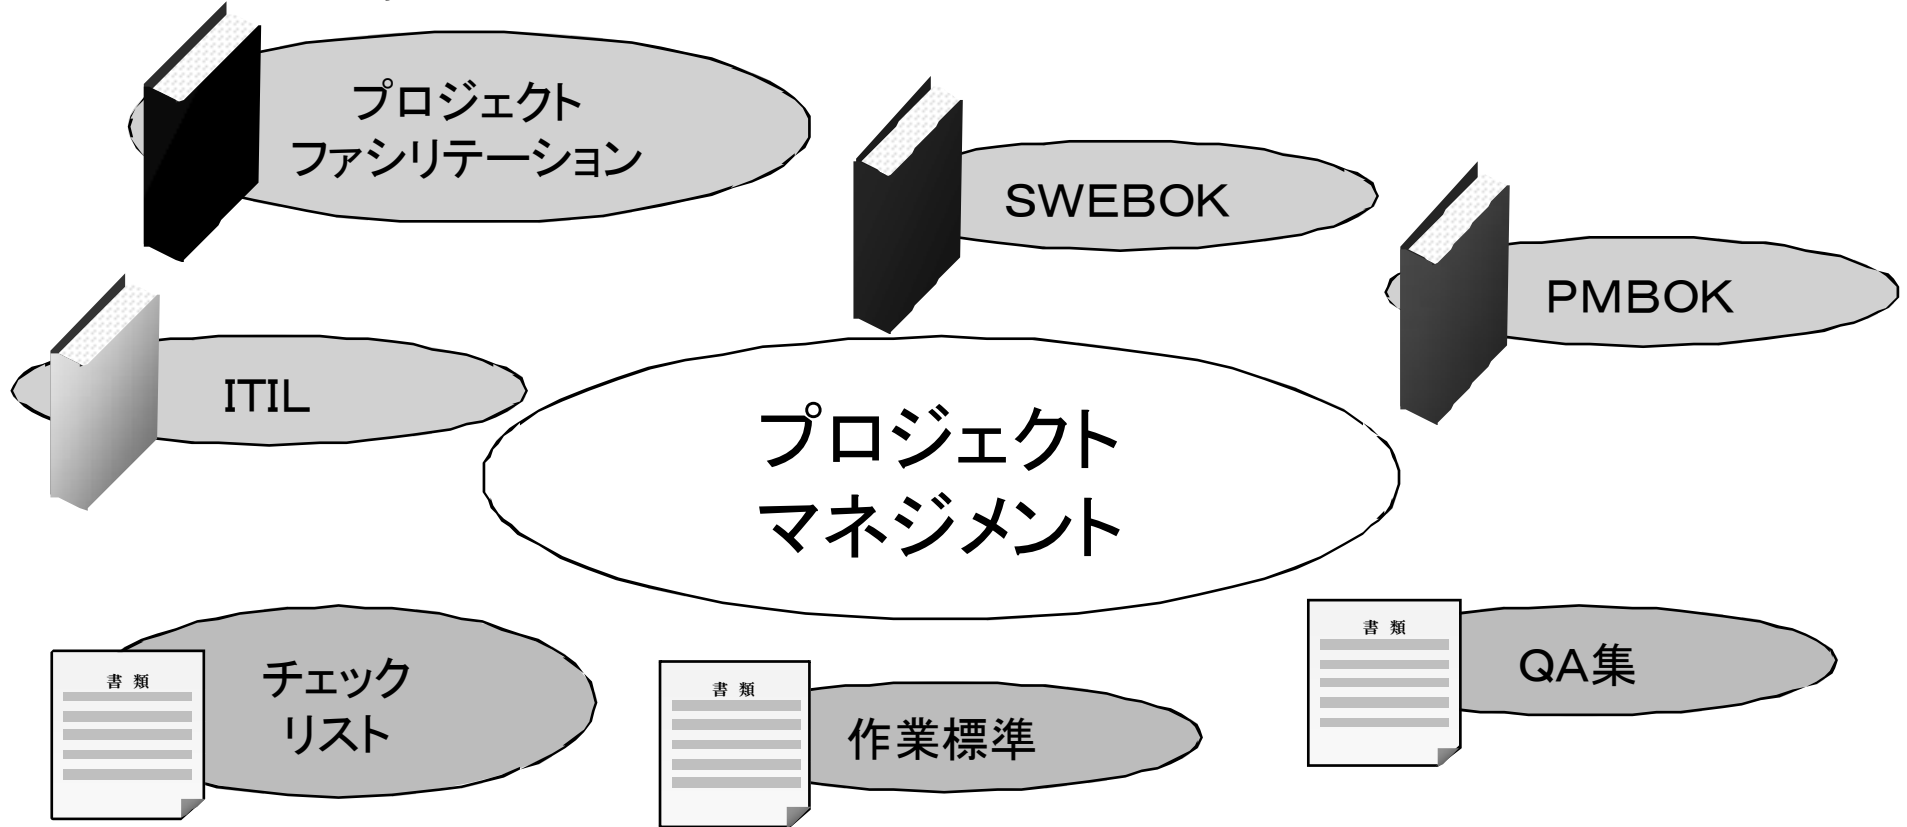 プロジェクト
ファシリテーション
SWEBOK
PMBOK
ITIL
プロジェクト
マネジメント
書 類
チェック
リスト
書 類
作業標準
書 類
QA集